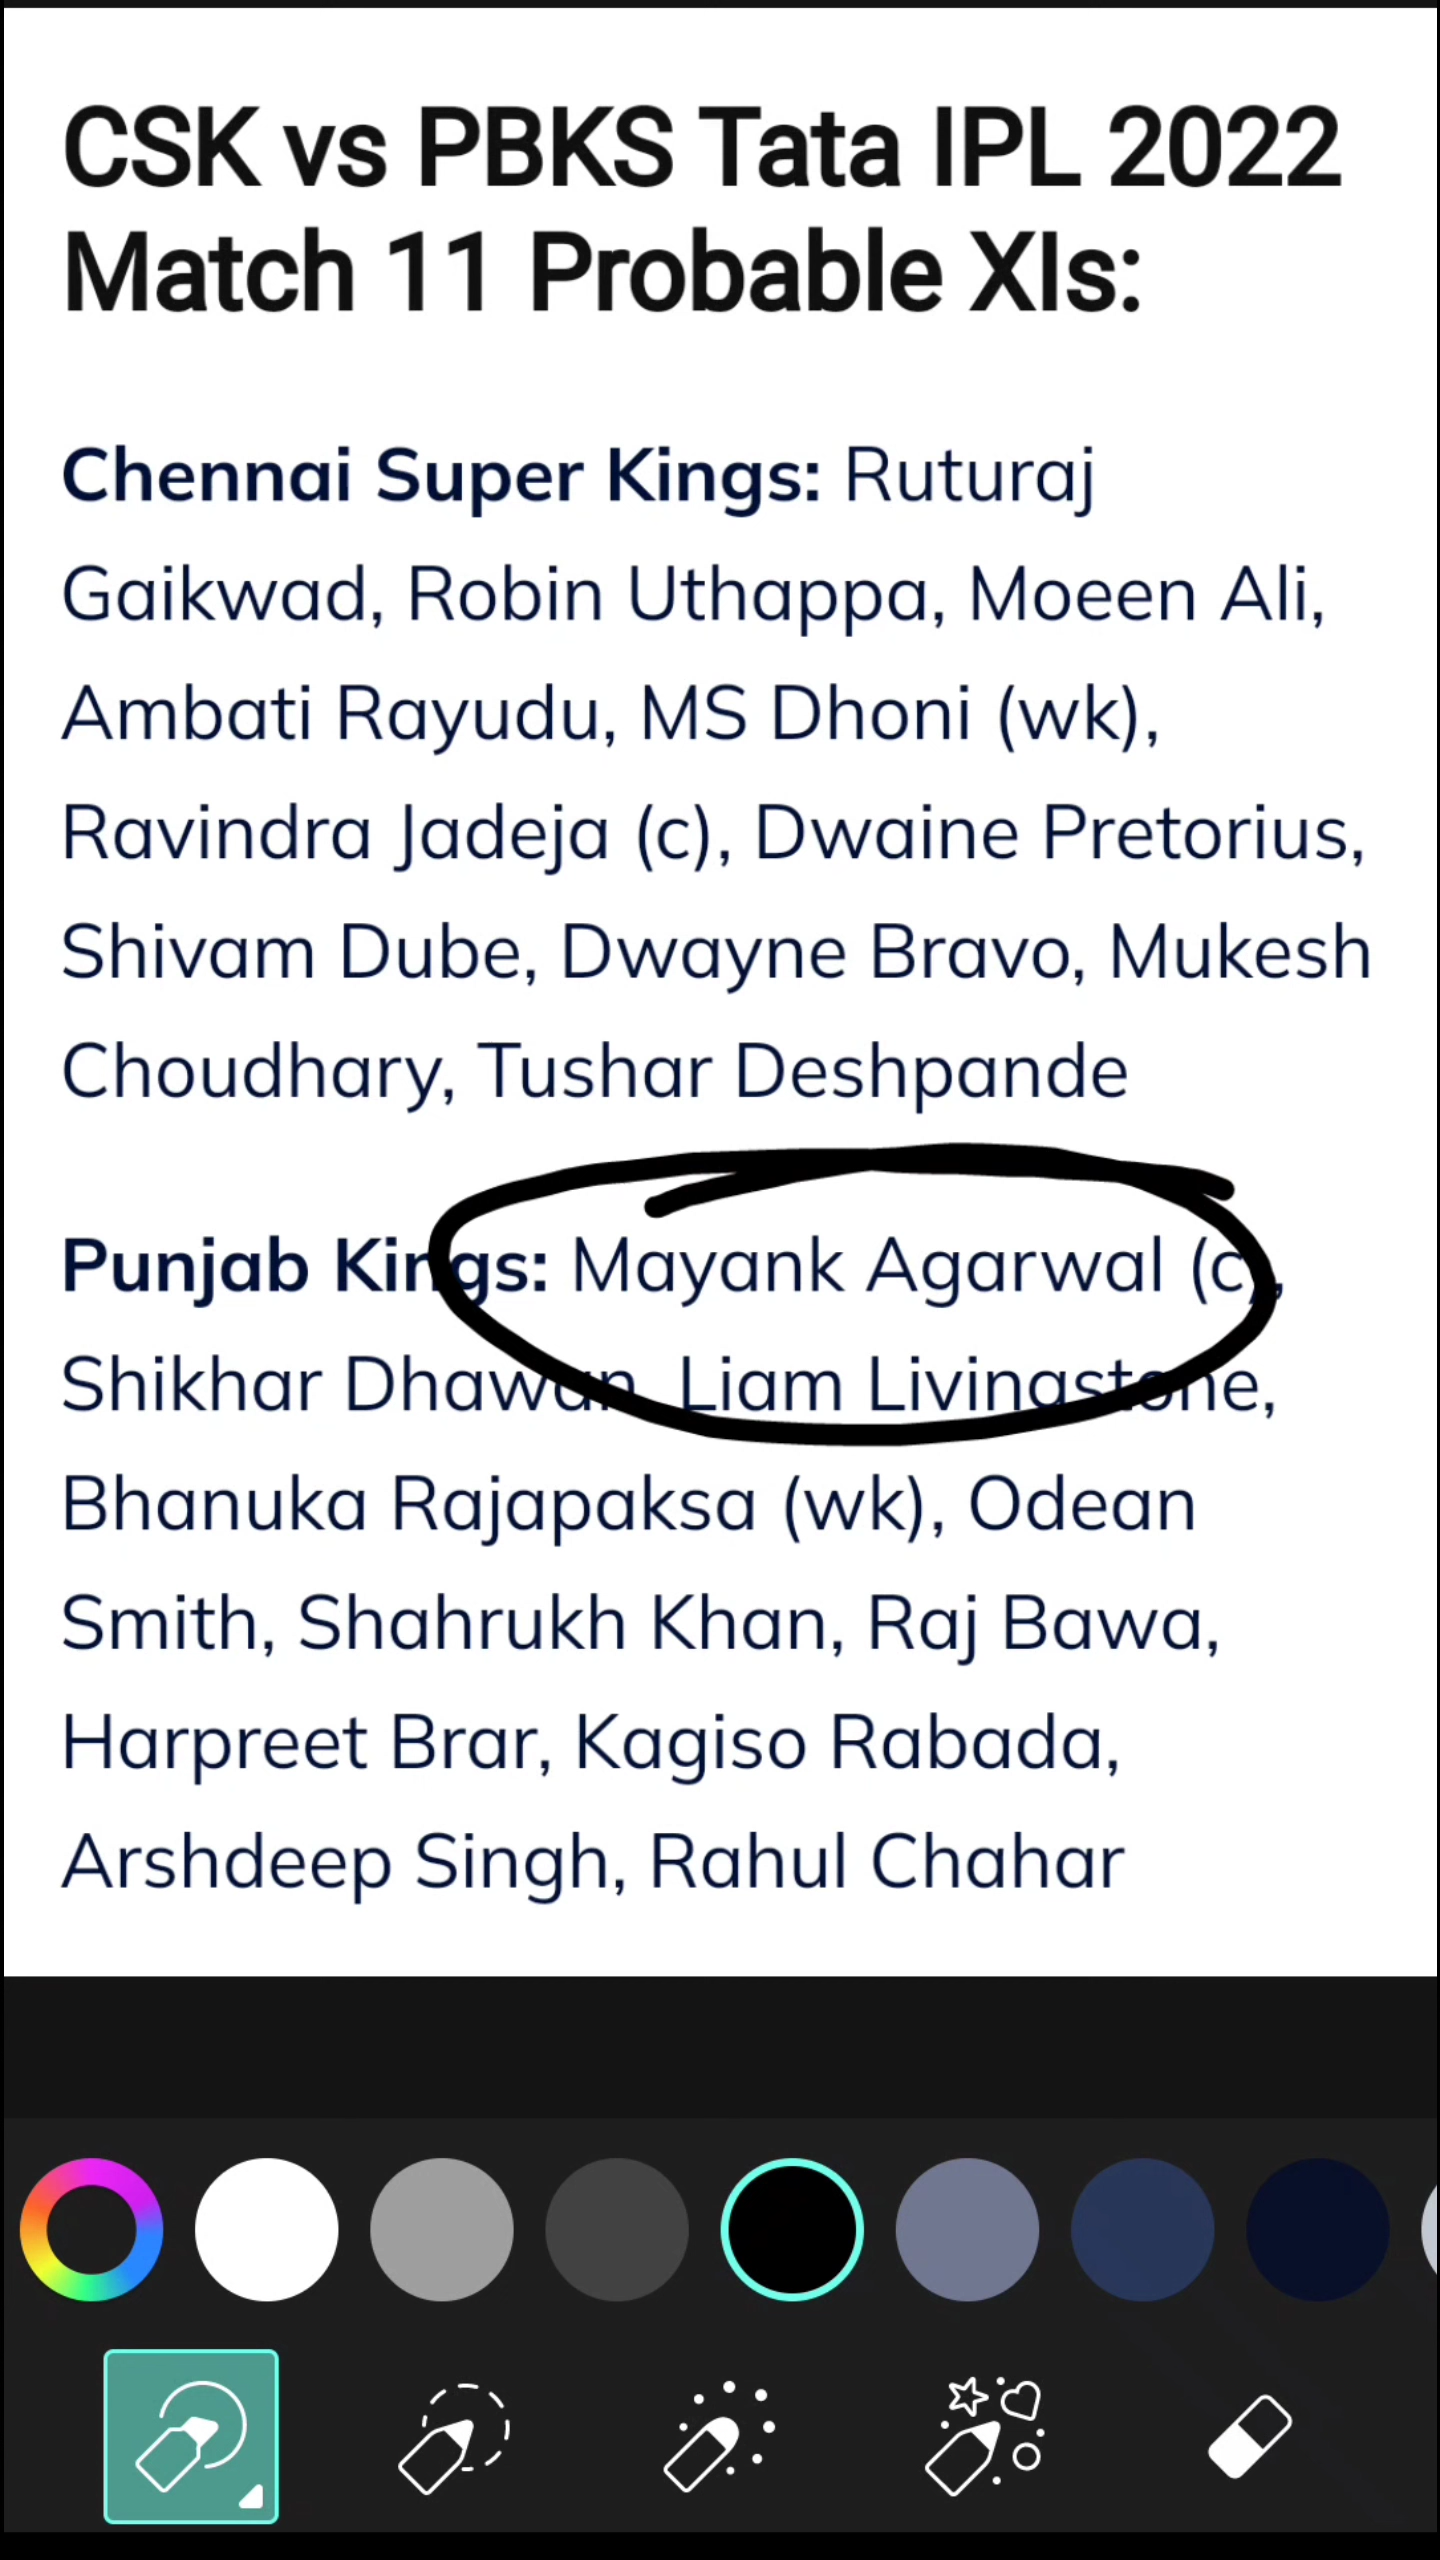 CSK vs PBKS Tata IPL 2022
Match 11 Probable XIs:
Chennai Super Kings: Ruturaj
Gaikwad, Robin Uthappa, Moeen Ali,
Ambati Rayudu, MS Dhoni (wk),
Ravindra Jadeja (c), Dwaine Pretorius,
Shivam Dube, Dwayne Bravo, Mukesh
Choudhary, Tushar Deshpande
Punjab Kings: Mayank Agarwal (c),
Shikhar Dhawan, Liam Livingstone,
Bhanuka Rajapaksa (wk), Odean
Smith, Shahrukh Khan, Raj Bawa,
Harpreet Brar, Kagiso Rabada,
Arshdeep Singh, Rahul Chahar